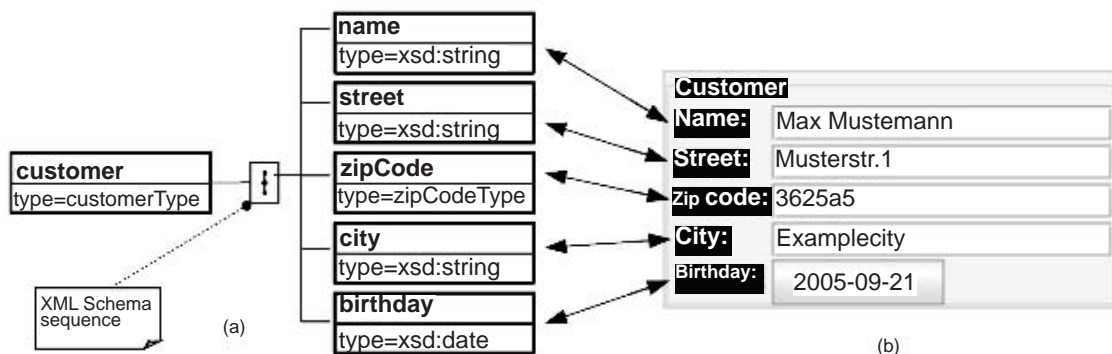 customer
type=customerType
XML Schema
sequence
(a)
name
type=xsd:string
street
type=xsd:string
zipCode
type=zipCodeType
city
type=xsd:string
birthday
type=xsd:date
Customer
Name: Max Mustemann
Street: Musterstr.1
Zip code: 3625a5
City: Examplecity
Birthday: 2005-09-21
(b)